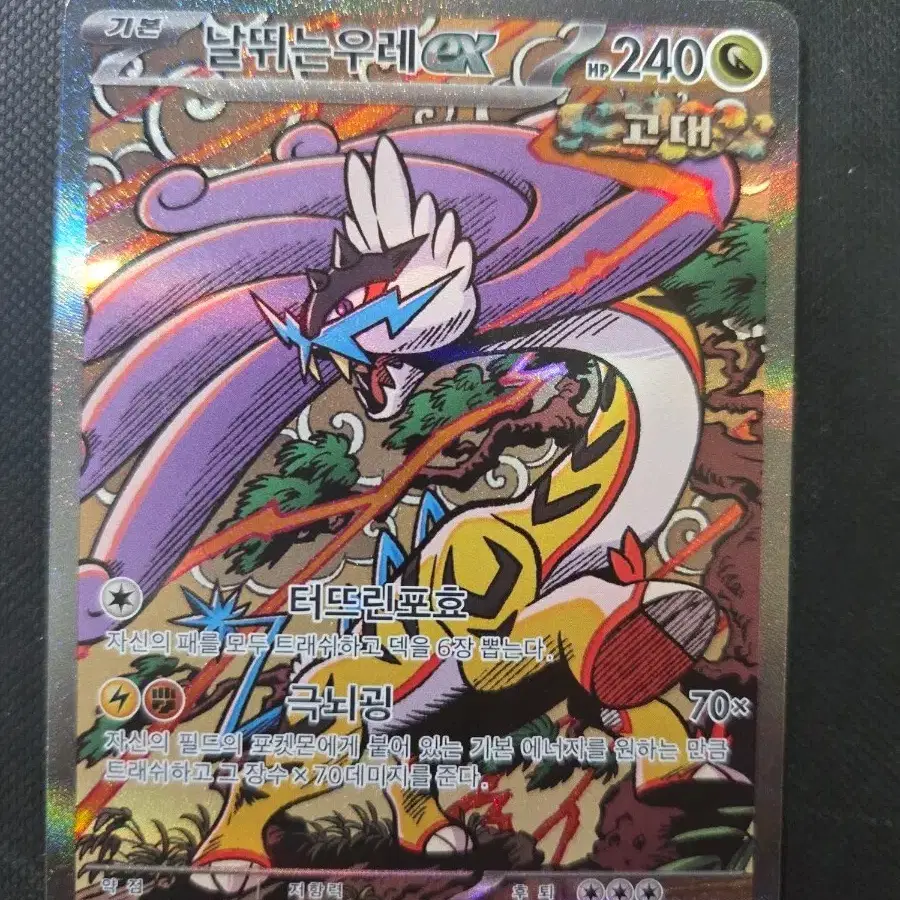 기본 날뛰는우레ex HP 240
고대
터뜨린포효
자신의 패를 모두 트래쉬하고 덱을 6장 뽑는다.
극뇌굉 70×
자신의 필드의 포켓몬에게 붙어 있는 기본 에너지를 원하는 만큼
트래쉬하고 그 장수×70데미지를 준다.
약점 저항력 후퇴